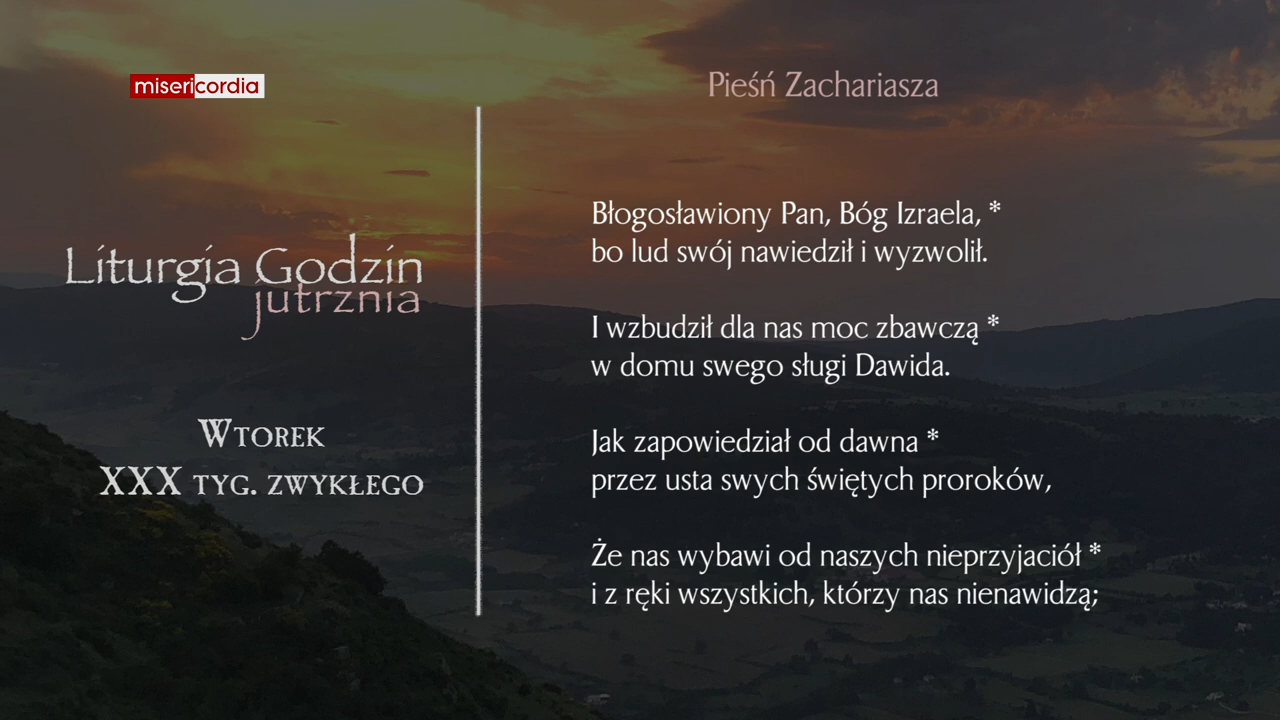 misericordia
Liturgia Godzin
jutrznia
Wtorek
XXX tyg. zwykłego
Pieśń Zachariasza
Błogosławiony Pan, Bóg Izraela, *
bo lud swój nawiedził i wyzwolił.
I wzbudził dla nas moc zbawczą *
w domu swego sługi Dawida.
Jak zapowiedział od dawna *
przez usta swych świętych proroków,
Że nas wybawi od naszych nieprzyjaciół *
i z ręki wszystkich, którzy nas nienawidzą;